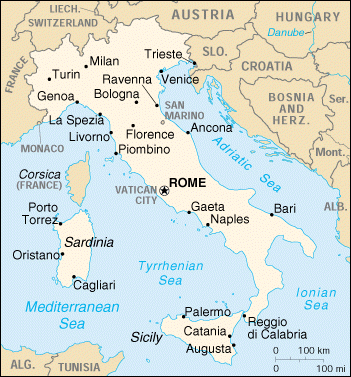 LIECH.
AUSTRIA
HUNGARY
SWITZERLAND
Danube
SLO.
CROATIA
FRANCE
Milan
Trieste
Turin
Venice
Ravenna
Bologna
Genoa
SAN
MARINO
BOSNIA
AND
HERZ.
La Spezia
Florence
Livorno
Ancona
MONACO
Piombino
Adriatic Sea
Mont.
Corsica
(FRANCE)
VATICAN
CITY
ROME
ALB.
Porto
Torrez
Gaeta
Bari
Naples
Sardinia
Oristano
Tyrrhenian
Sea
Cagliari
Mediterranean
Sea
Ionian
Sea
Palermo
Reggio
di Calabria
Sicily
Catania
Augusta
ALG.
TUNISIA
0 100 km
0 100 mi